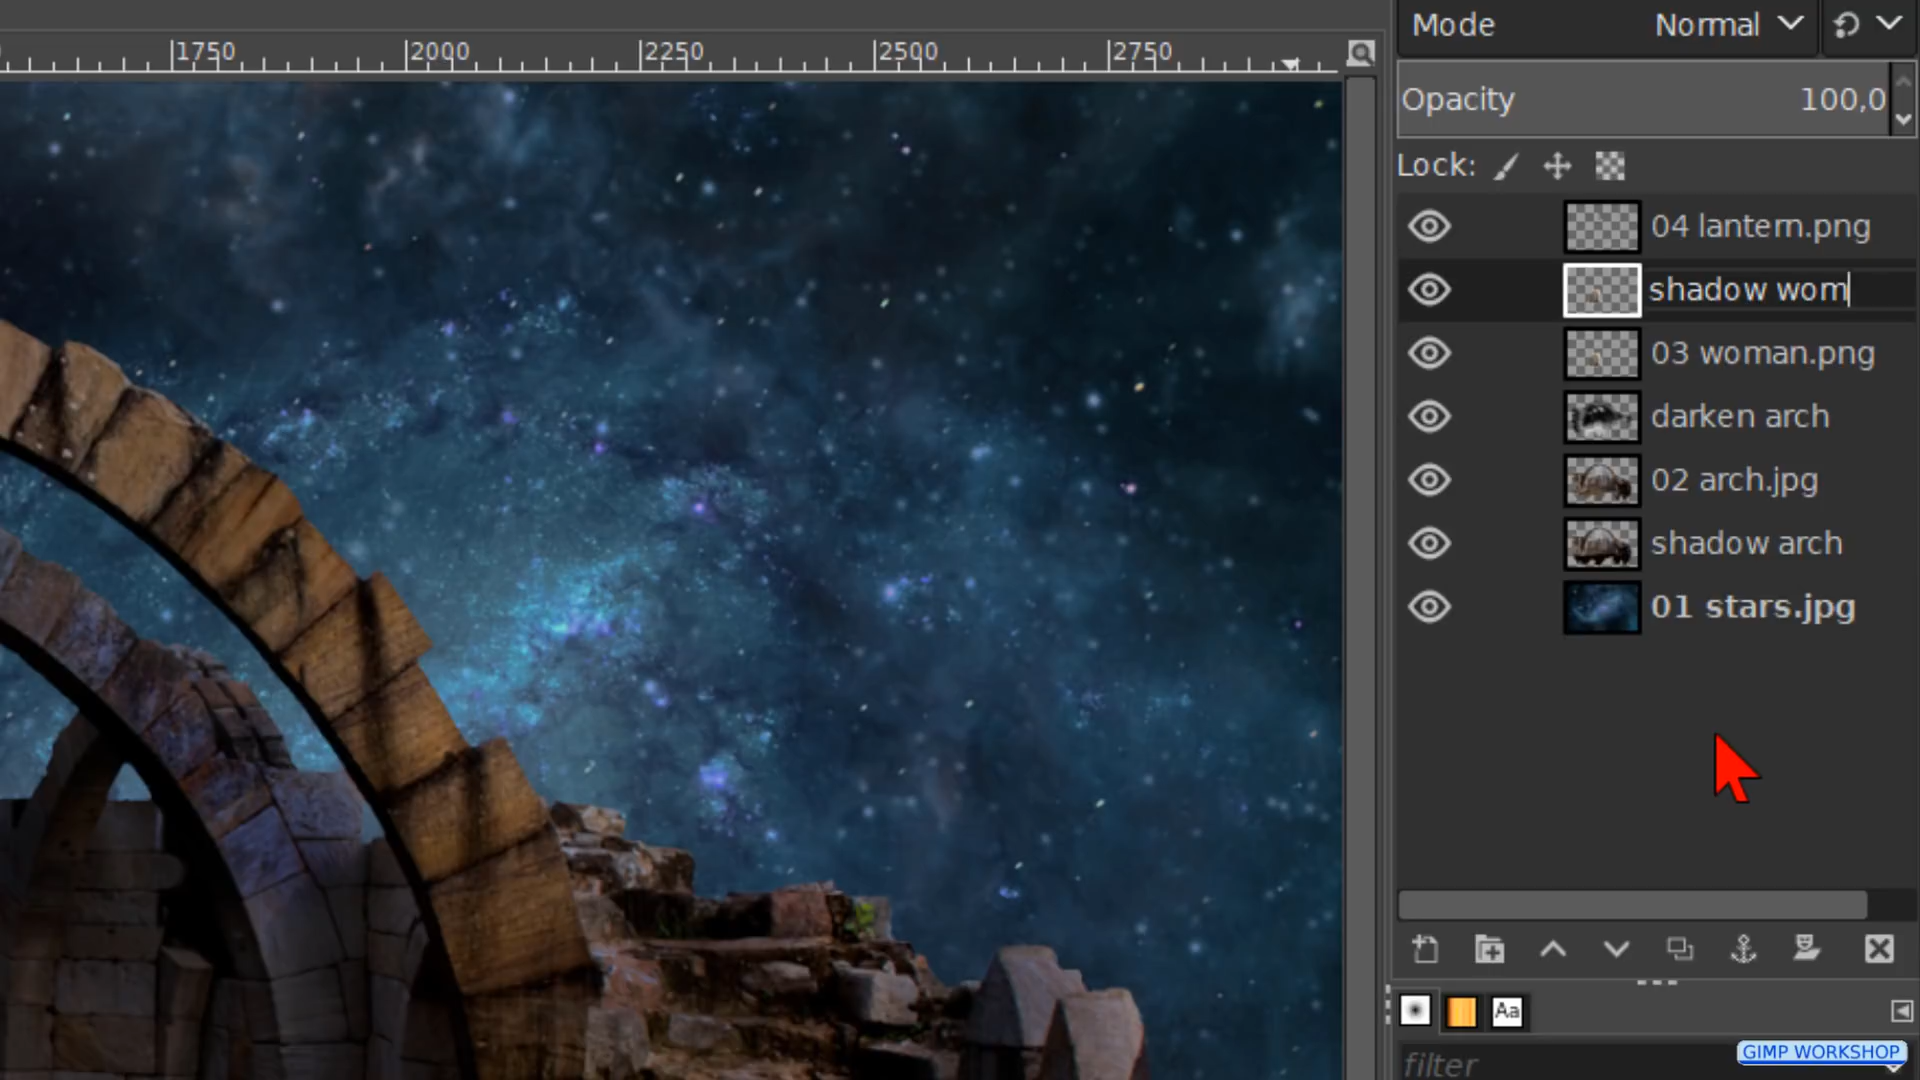 1750 2000 2250 2500 2750
Mode Normal
Opacity 100,0
Lock:
04 lantern.png
shadow wom
03 woman.png
darken arch
02 arch.jpg
shadow arch
01 stars.jpg
Aa
filter
GIMP WORKSHOP